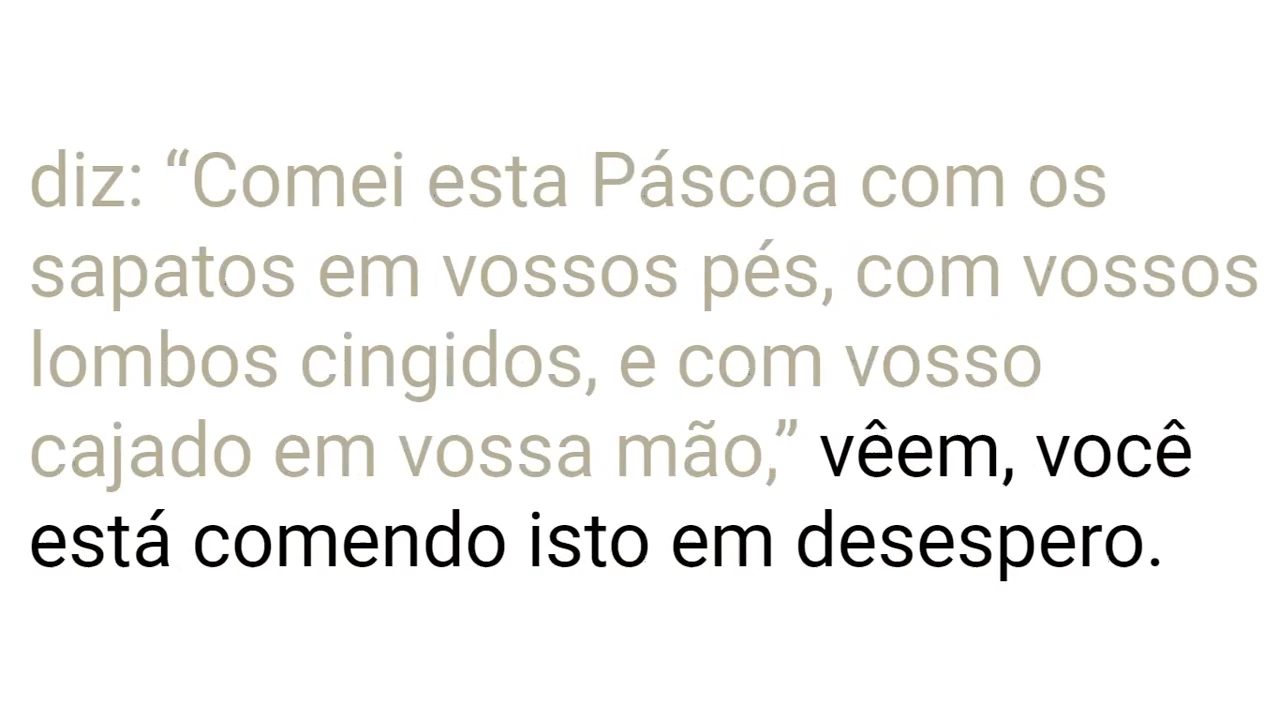 diz: “Comei esta Páscoa com os
sapatos em vossos pés, com vossos
lombos cingidos, e com vosso
cajado em vossa mão,” vêem, você
está comendo isto em desespero.